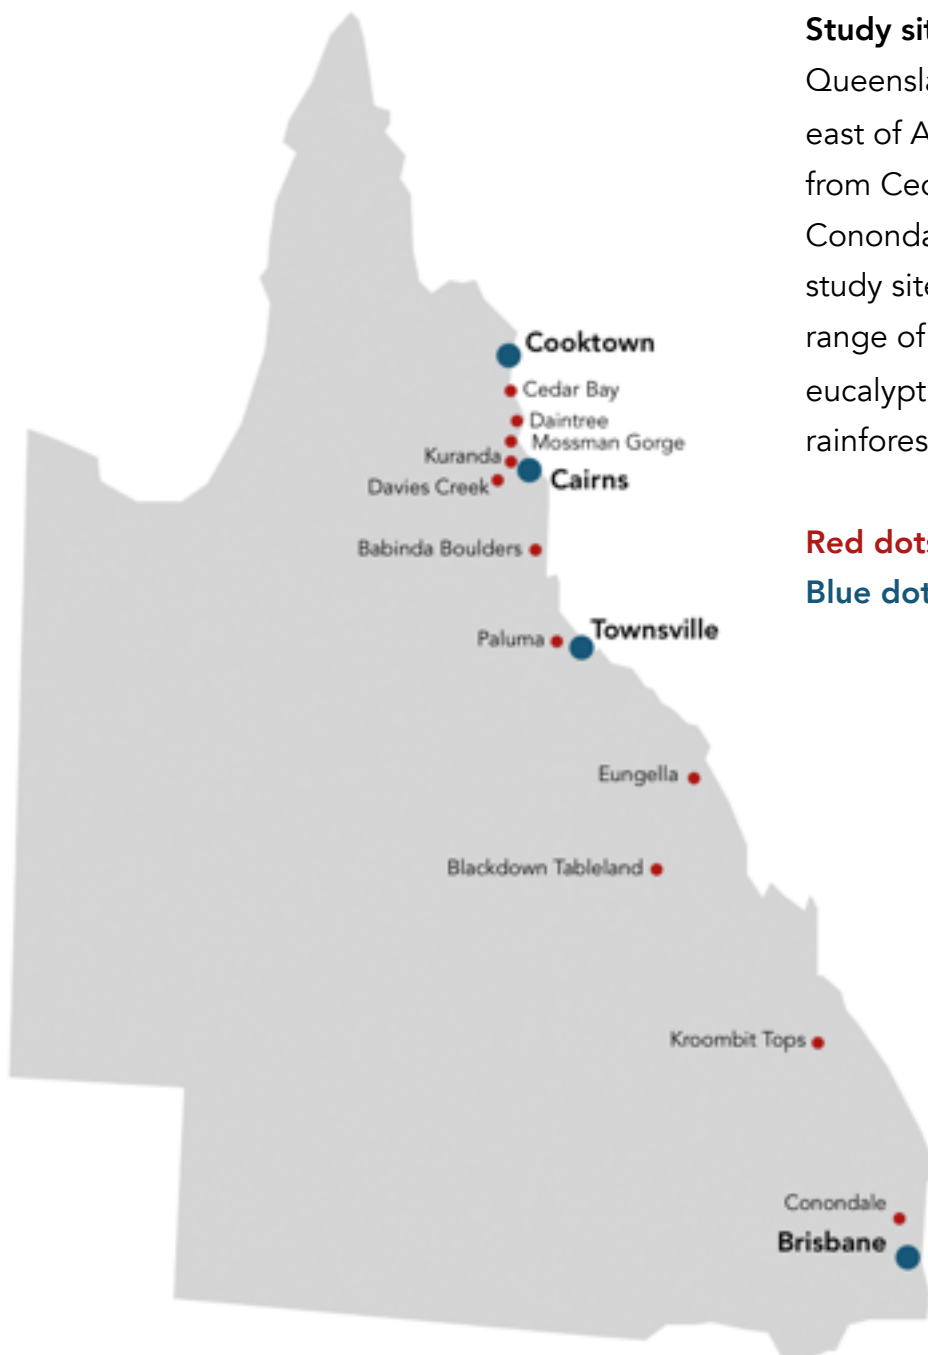 Study sit
Queensla
east of A
from Ced
Cononda
study site
range of
eucalypt
rainfores
Red dots
Blue dot
Cooktown
Cedar Bay
Daintree
Mossman Gorge
Kuranda
Cairns
Davies Creek
Babinda Boulders
Townsville
Paluma
Eungella
Blackdown Tableland
Kroombit Tops
Conondale
Brisbane